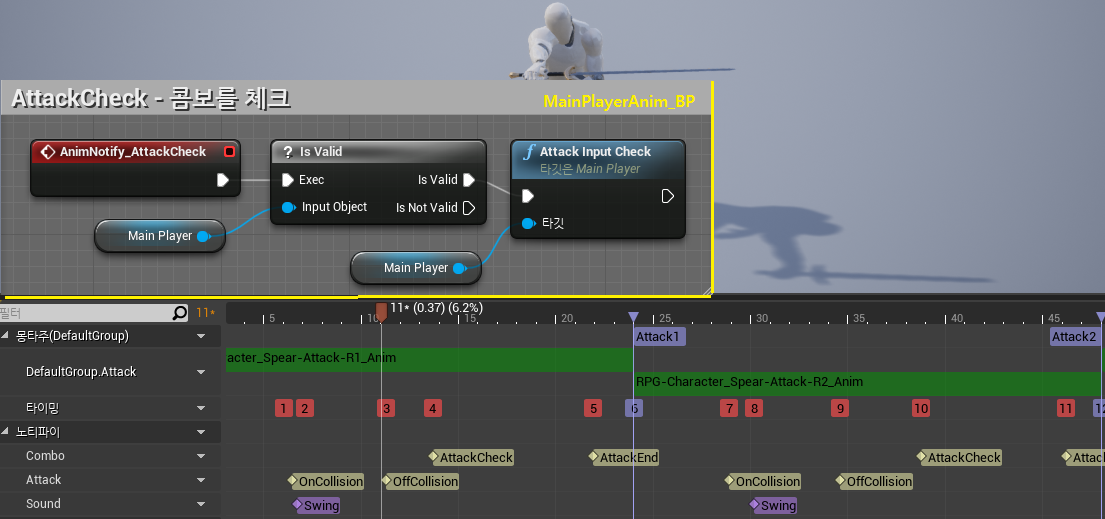 AttackCheck - 콤보를 체크
MainPlayerAnim_BP
AnimNotify_AttackCheck
? Is Valid
Exec
Is Valid
Input Object
Is Not Valid
Main Player
f Attack Input Check
타깃은 Main Player
타깃
Main Player
필터
11*
11* (0.37) (6.2%)
5
10
15
20
25
30
35
40
45
몽타주(DefaultGroup)
Attack1
Attack2
DefaultGroup.Attack
acter_Spear-Attack-R1_Anim
RPG-Character_Spear-Attack-R2_Anim
타이밍
1 2 3 4 5 6 7 8 9 10 11 12
노티파이
Combo
AttackCheck
AttackEnd
AttackCheck
Attac
Attack
OnCollision
OffCollision
OnCollision
OffCollision
Sound
Swing
Swing